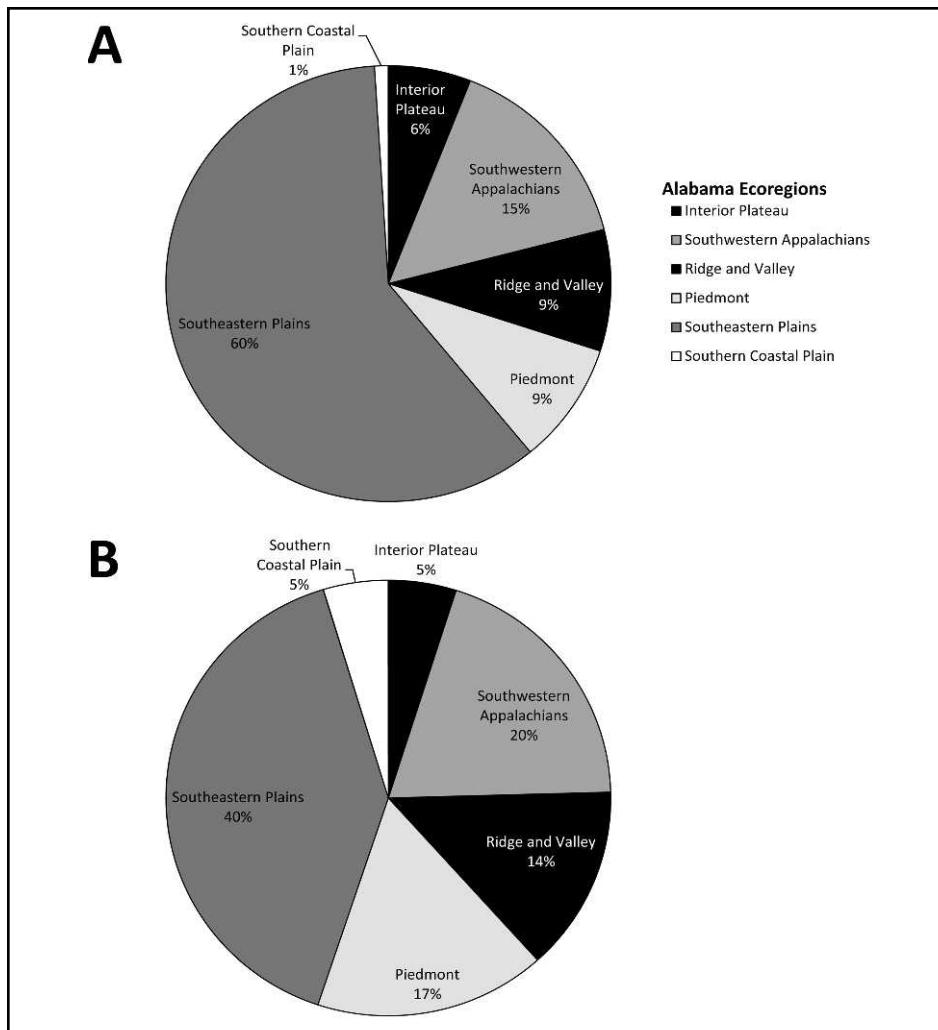 A
Southern Coastal
Plain
1%
Interior
Plateau
6%
Southwestern
Appalachians
15%
Ridge and Valley
9%
Piedmont
9%
Southeastern Plains
60%
Alabama Ecoregions
Interior Plateau
Southwestern Appalachians
Ridge and Valley
Piedmont
Southeastern Plains
Southern Coastal Plain
B
Southern
Coastal Plain
5%
Interior Plateau
5%
Southwestern
Appalachians
20%
Ridge and Valley
14%
Piedmont
17%
Southeastern Plains
40%